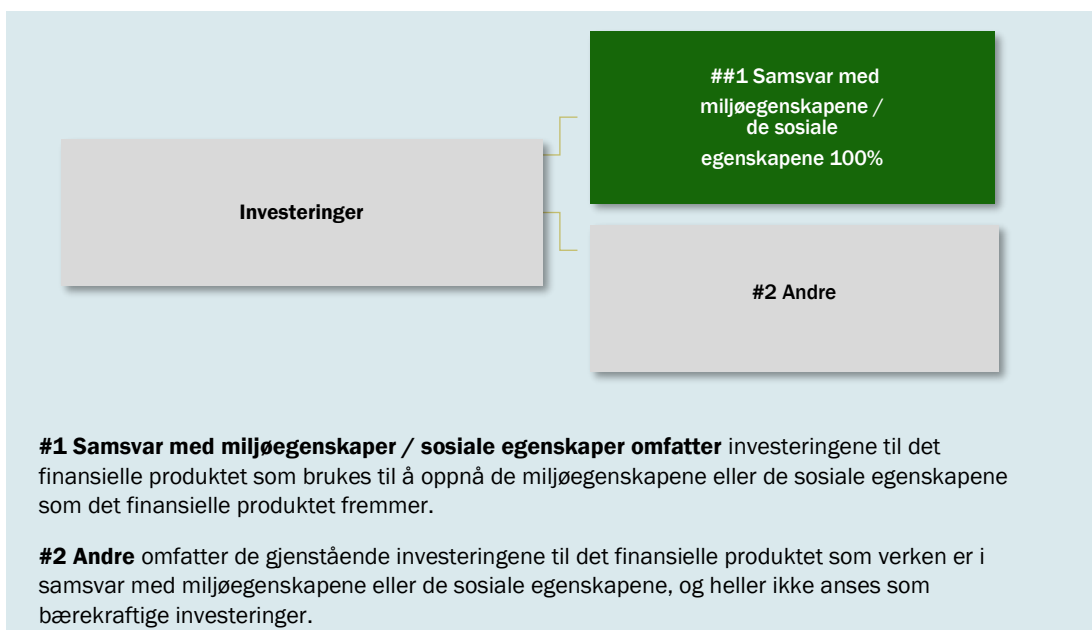 ##1 Samsvar med
miljøegenskapene /
de sosiale
egenskapene 100%
Investeringer
#2 Andre
#1 Samsvar med miljøegenskaper / sosiale egenskaper omfatter investeringene til det
finansielle produktet som brukes til å oppnå de miljøegenskapene eller de sosiale egenskapene
som det finansielle produktet fremmer.
#2 Andre omfatter de gjenstående investeringene til det finansielle produktet som verken er i
samsvar med miljøegenskapene eller de sosiale egenskapene, og heller ikke anses som
bærekraftige investeringer.